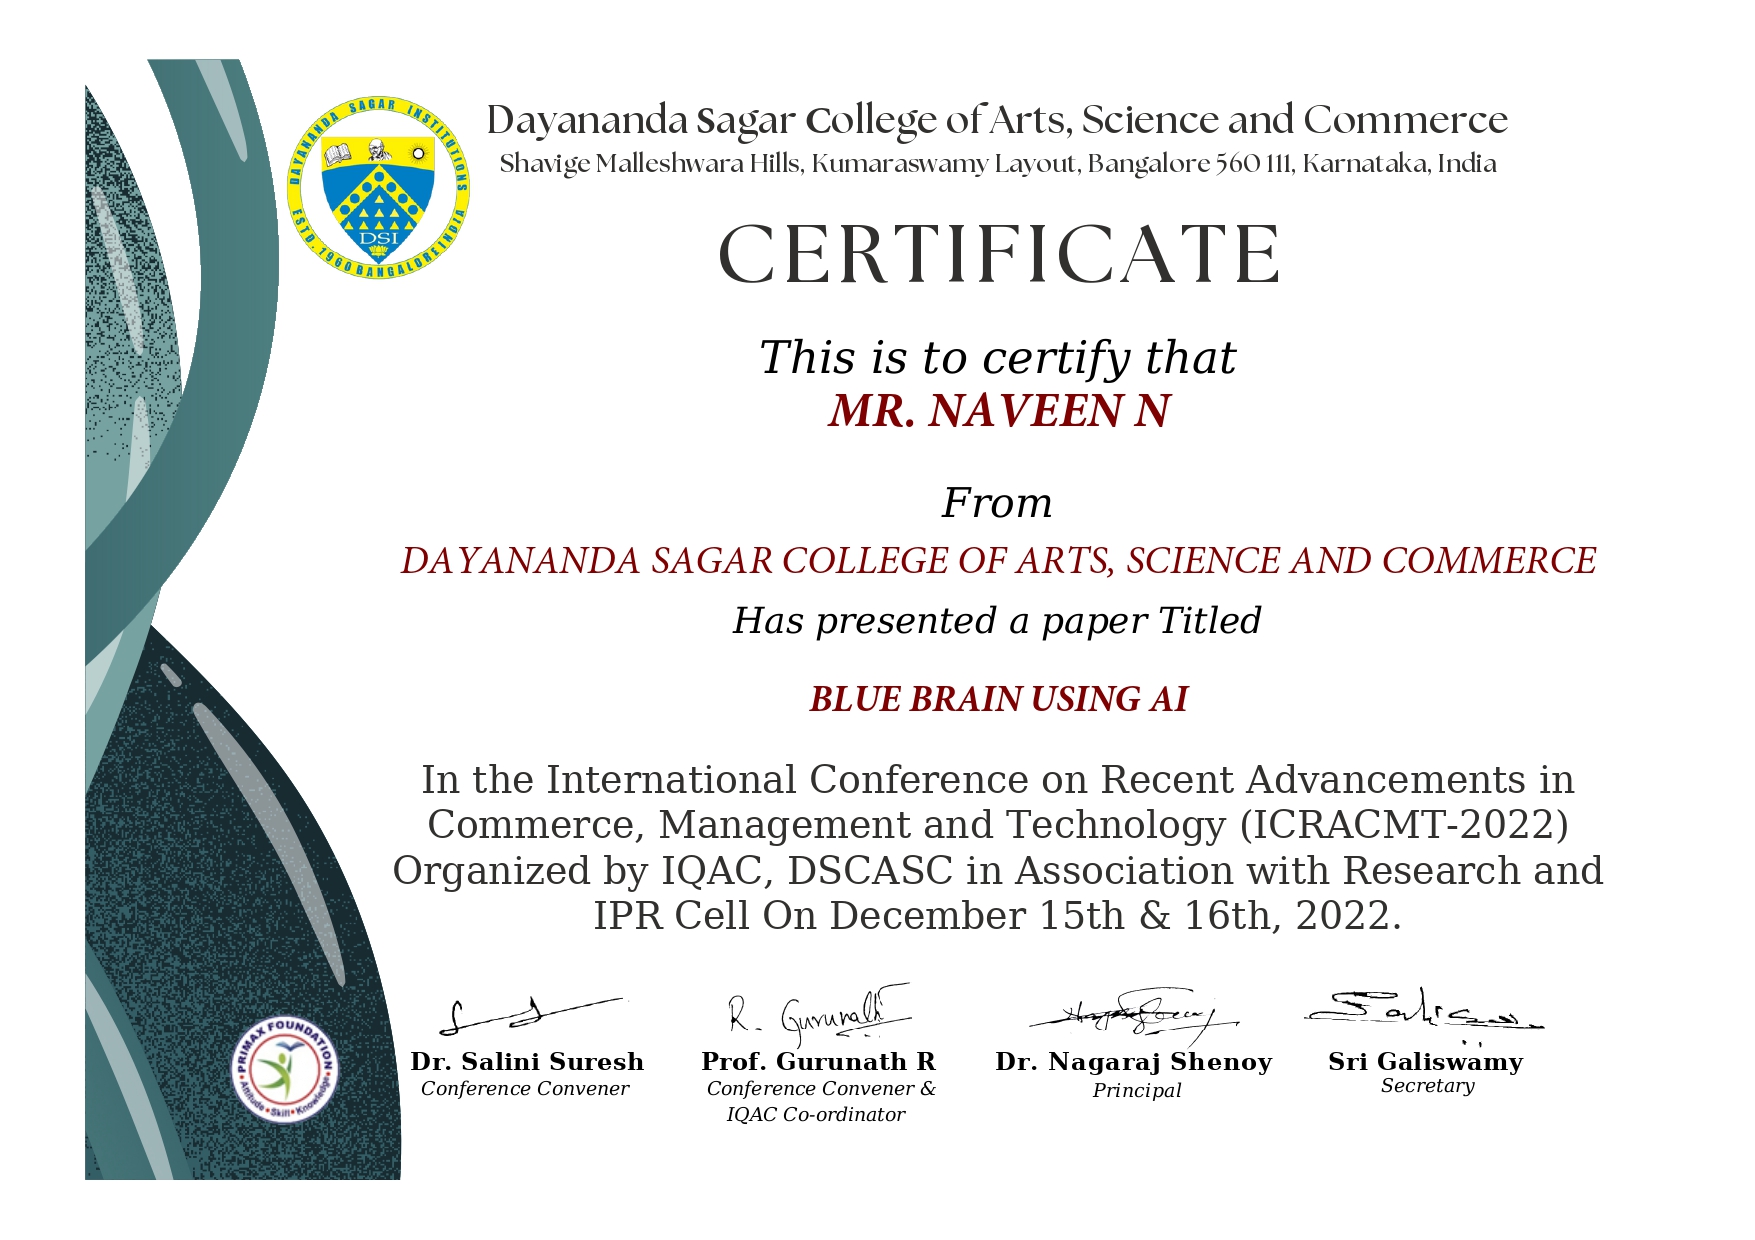 DAYANANDA SAGAR INSTITUTIONS
ESTD. 1960 BANGALORE INDIA
DSI
Dayananda Sagar College of Arts, Science and Commerce
Shavige Malleshwara Hills, Kumaraswamy Layout, Bangalore 560 111, Karnataka, India
CERTIFICATE
This is to certify that
MR. NAVEEN N
From
DAYANANDA SAGAR COLLEGE OF ARTS, SCIENCE AND COMMERCE
Has presented a paper Titled
BLUE BRAIN USING AI
In the International Conference on Recent Advancements in
Commerce, Management and Technology (ICRACMT-2022)
Organized by IQAC, DSCASC in Association with Research and
IPR Cell On December 15th & 16th, 2022.
R. Gurunath
Dr. Salini Suresh
Conference Convener
Prof. Gurunath R
Conference Convener &
IQAC Co-ordinator
Dr. Nagaraj Shenoy
Principal
Sri Galiswamy
Secretary
PRIMAX FOUNDATION
Attitude • Skill • Knowledge